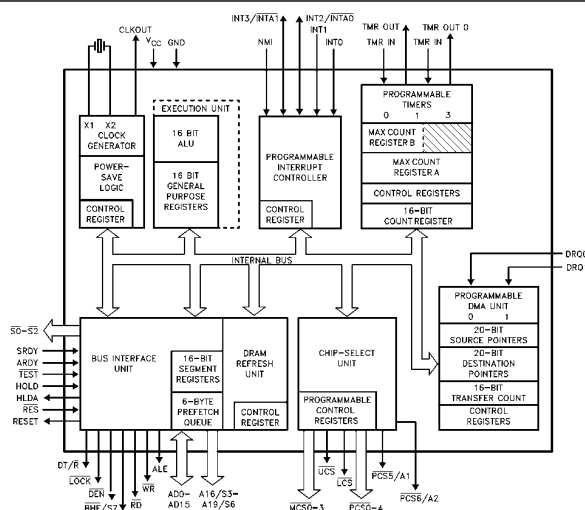 CLKOUT
VCC GND
INT3/INTA1
INT2/INTA0
INT1
NMI
INT0
TMR OUT
TMR OUT 0
TMR IN
TMR IN
X1 X2
CLOCK
GENERATOR
POWER-
SAVE
LOGIC
CONTROL
REGISTER
EXECUTION UNIT
16 BIT
ALU
16 BIT
GENERAL
PURPOSE
REGISTERS
PROGRAMMABLE
INTERRUPT
CONTROLLER
CONTROL
REGISTER
PROGRAMMABLE
TIMERS
0 1 3
MAX COUNT
REGISTER B
MAX COUNT
REGISTER A
CONTROL REGISTERS
16-BIT
COUNT REGISTER
INTERNAL BUS
DRQ0
DRQ
PROGRAMMABLE
DMA UNIT
0 1
20-BIT
SOURCE POINTERS
20-BIT
DESTINATION
POINTERS
16-BIT
TRANSFER COUNT
CONTROL
REGISTERS
S0-S2
SRDY
ARDY
TEST
HOLD
HLDA
RES
RESET
BUS INTERFACE
UNIT
16-BIT
SEGMENT
REGISTERS
6-BYTE
PREFETCH
QUEUE
DRAM
REFRESH
UNIT
CONTROL
REGISTER
CHIP-SELECT
UNIT
PROGRAMMABLE
CONTROL
REGISTERS
DT/R
LOCK
DEN
BHE/S7
RD
WR
ALE
AD0-
AD15
A16/S3-
A19/S6
UCS
LCS
MCS0-3
PCS0-4
PCS5/A1
PCS6/A2